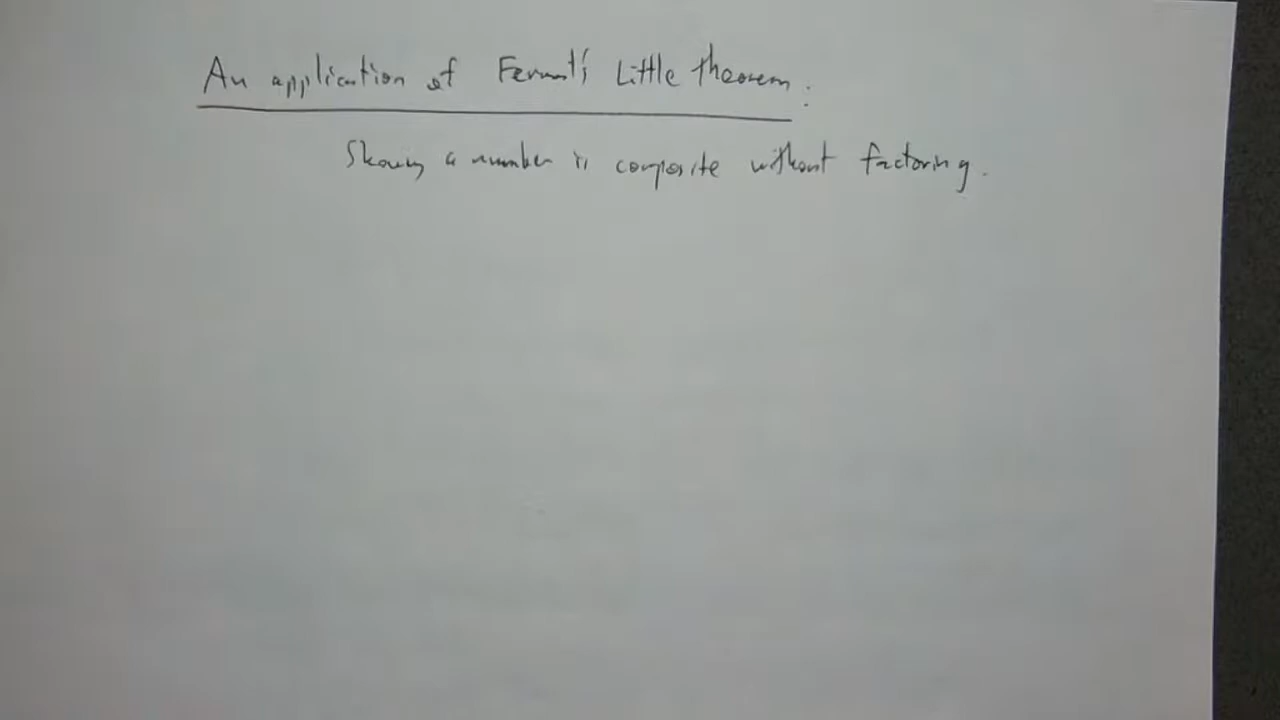 An application of Fermat's Little Theorem:
Showing a number is composite without factoring.